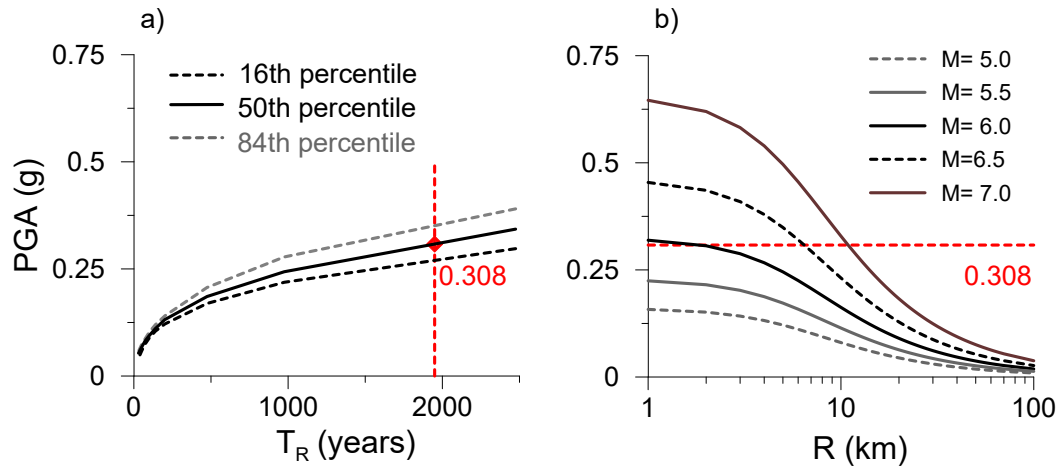 a)
PGA (g)
0.75
0.5
0.25
0
16th percentile
50th percentile
84th percentile
0.308
0
1000
2000
T_R (years)
b)
0.75
0.5
0.25
0
M= 5.0
M= 5.5
M= 6.0
M=6.5
M= 7.0
0.308
1
10
100
R (km)